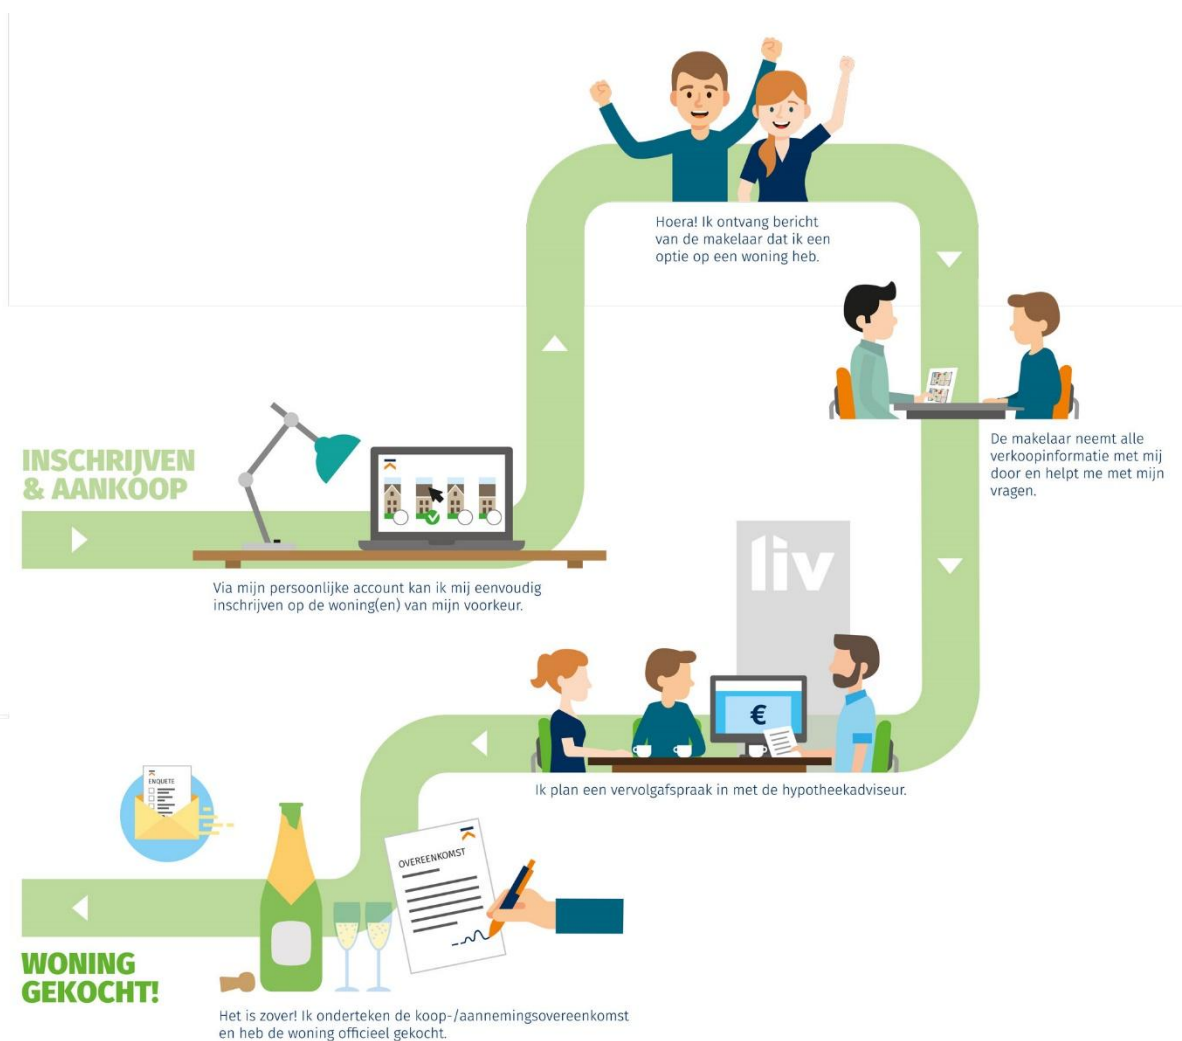 Hoera! Ik ontvang bericht
van de makelaar dat ik een
optie op een woning heb.
De makelaar neemt alle
verkoopinformatie met mij
door en helpt me met mijn
vragen.
INSCHRIJVEN
& AANKOOP
Via mijn persoonlijke account kan ik mij eenvoudig
inschrijven op de woning(en) van mijn voorkeur.
liv
€
Ik plan een vervolgafspraak in met de hypotheekadviseur.
ENQUETE
OVEREENKOMST
WONING
GEKOCHT!
Het is zover! Ik onderteken de koop-/aannemingsovereenkomst
en heb de woning officieel gekocht.